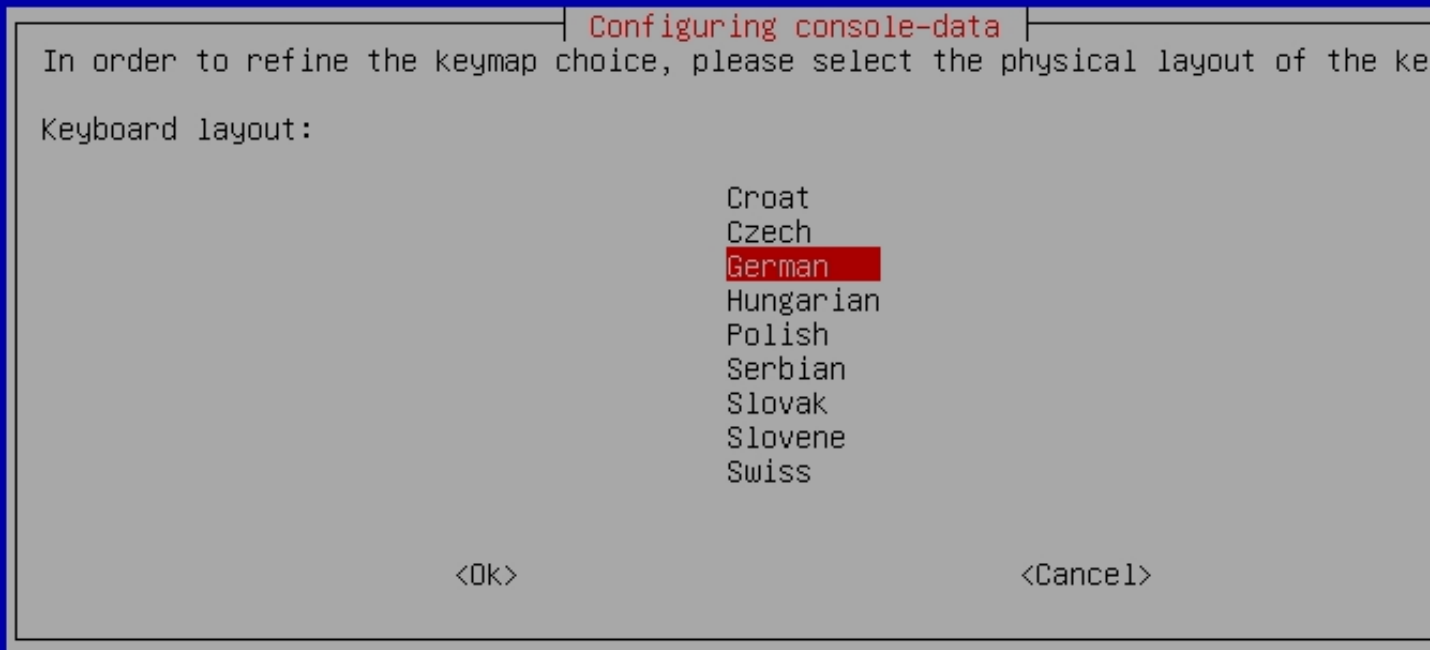 Configuring console-data
In order to refine the keymap choice, please select the physical layout of the ke
Keyboard layout:
Croat
Czech
German
Hungarian
Polish
Serbian
Slovak
Slovene
Swiss
<Ok> <Cancel>